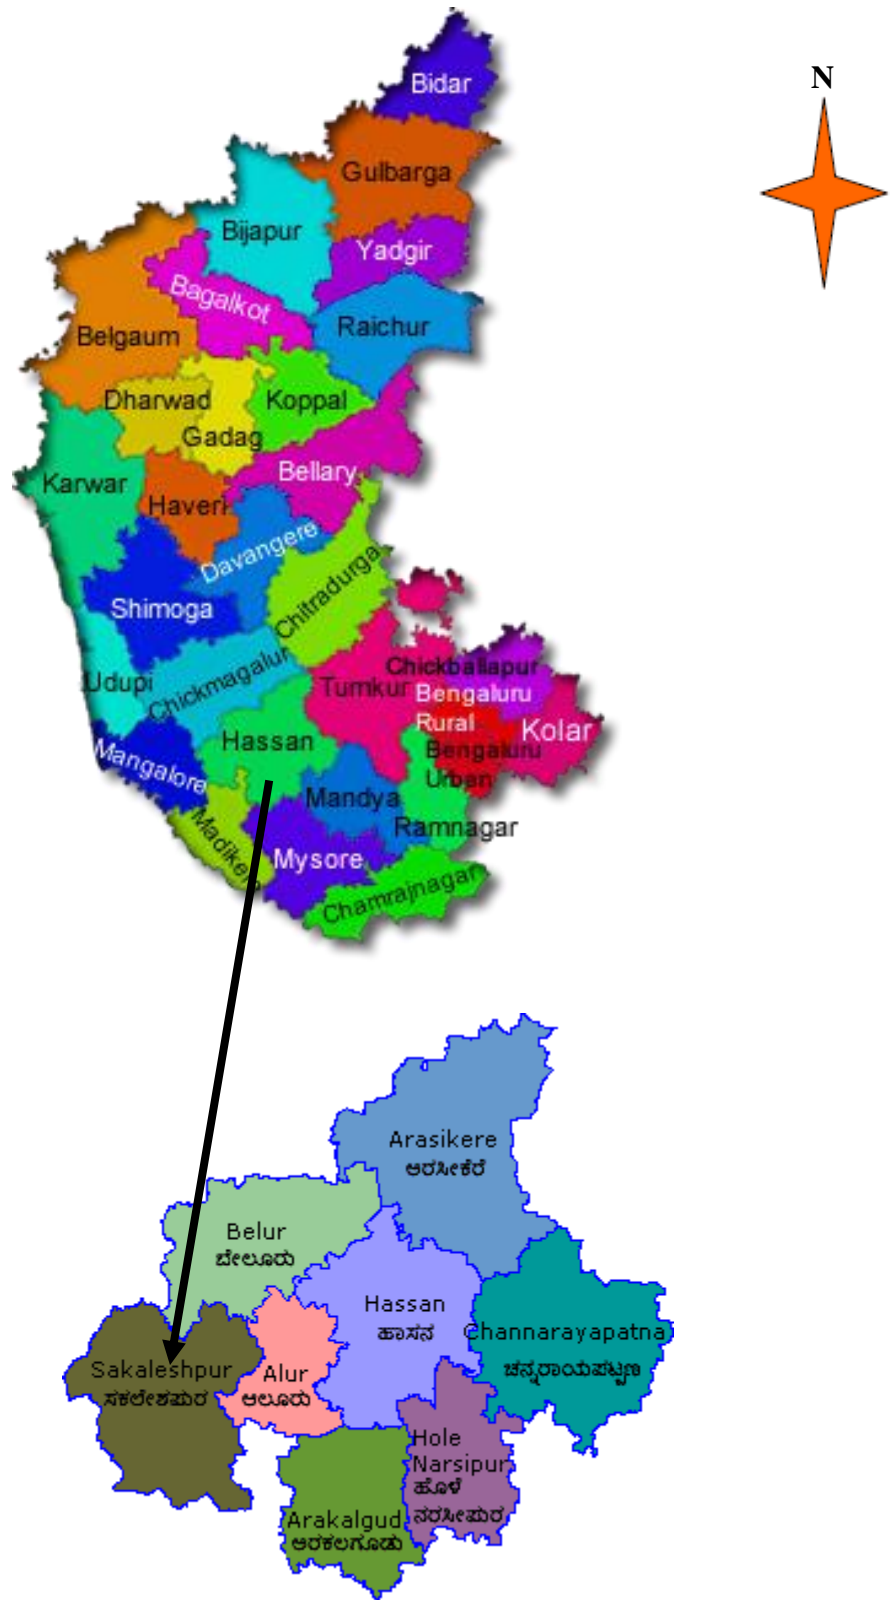 N
Bidar
Gulbarga
Bijapur
Yadgir
Bagalkot
Raichur
Belgaum
Dharwad
Koppal
Gadag
Bellary
Karwar
Haveri
Davangere
Chitradurga
Shimoga
Chickballapur
Udupi
Chickmagalur
Tumkur
Bengaluru
Rural
Kolar
Hassan
Mangalore
Bengaluru
Urban
Mandya
Ramnagar
Madikeri
Mysore
Chamrajnagar
Arasikere
ಅರಸೀಕೆರೆ
Belur
ಬೇಲೂರು
Hassan
ಹಾಸನ
Channarayapatna
ಚನ್ನರಾಯಪಟ್ಟಣ
Sakaleshpur
ಸಕಲೇಶಪುರ
Alur
ಆಲೂರು
Hole
Narsipur
ಹೊಳೆ
ನರಸೀಪುರ
Arakalgud
ಅರಕಲಗೂಡು